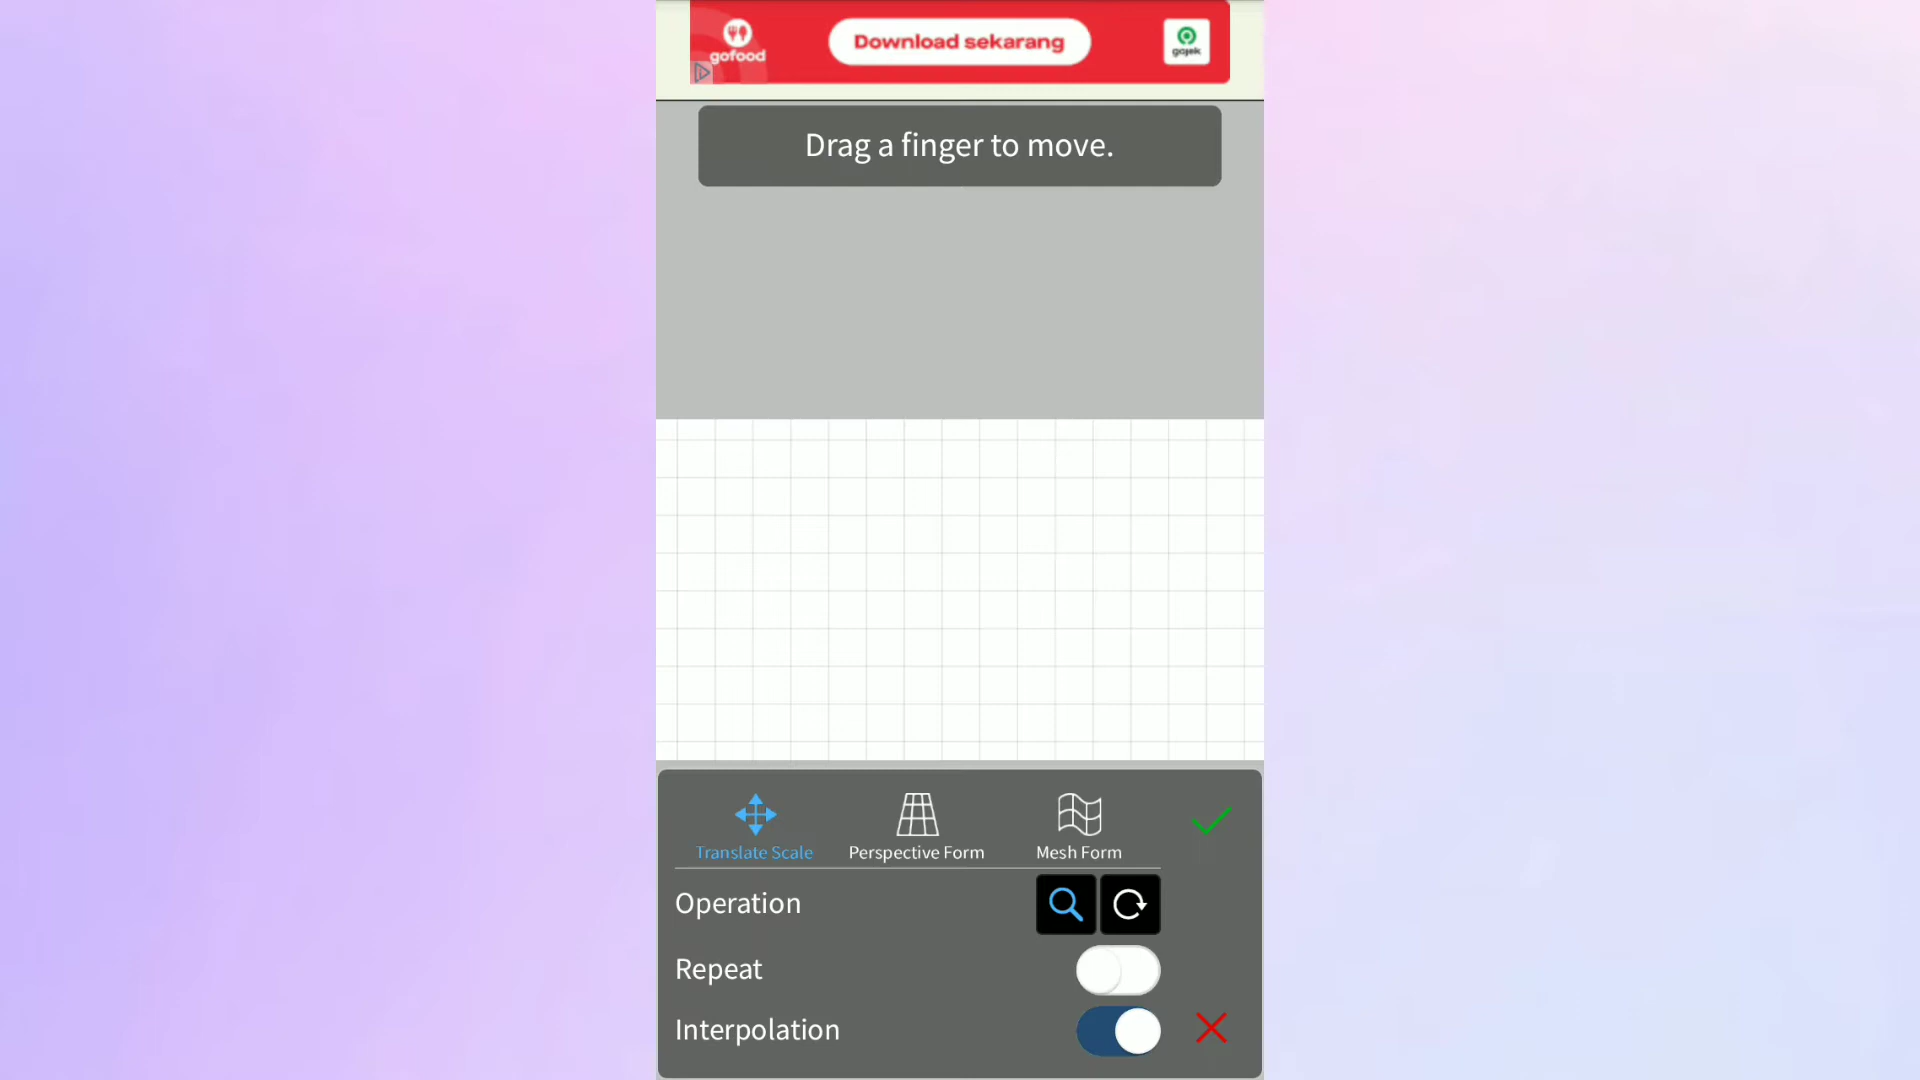 gofood
Download sekarang
gojek
Drag a finger to move.
Translate Scale
Perspective Form
Mesh Form
Operation
Repeat
Interpolation